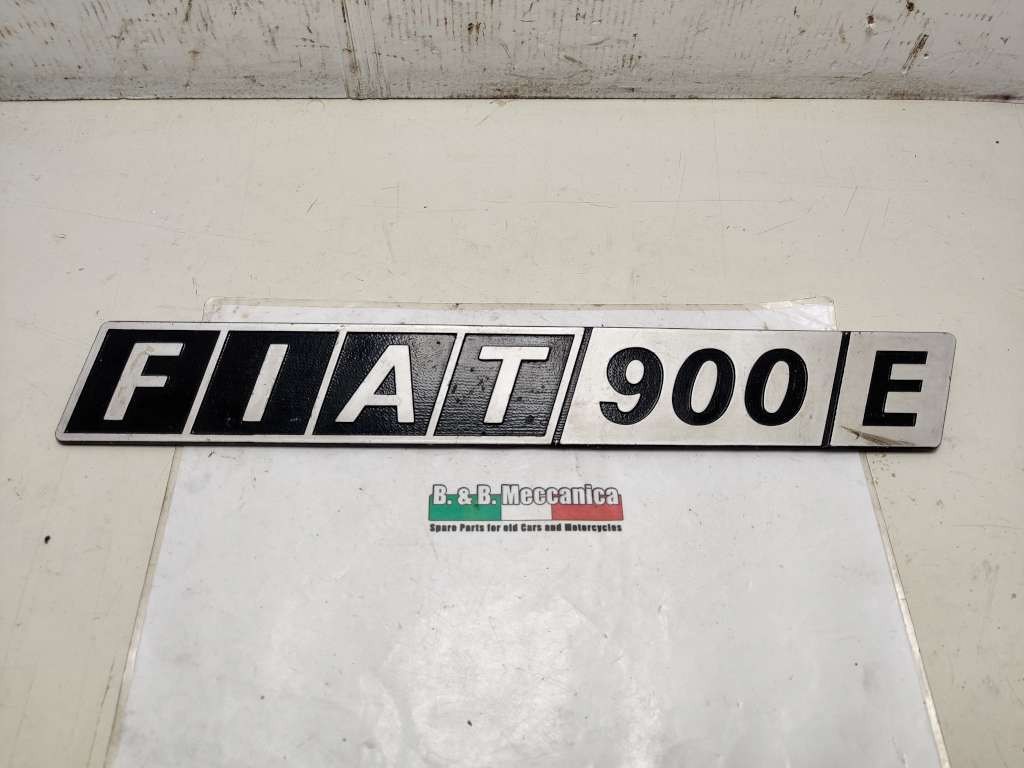 FIAT 900 E
B. & B. Meccanica
Spare Parts for old Cars and Motorcycles